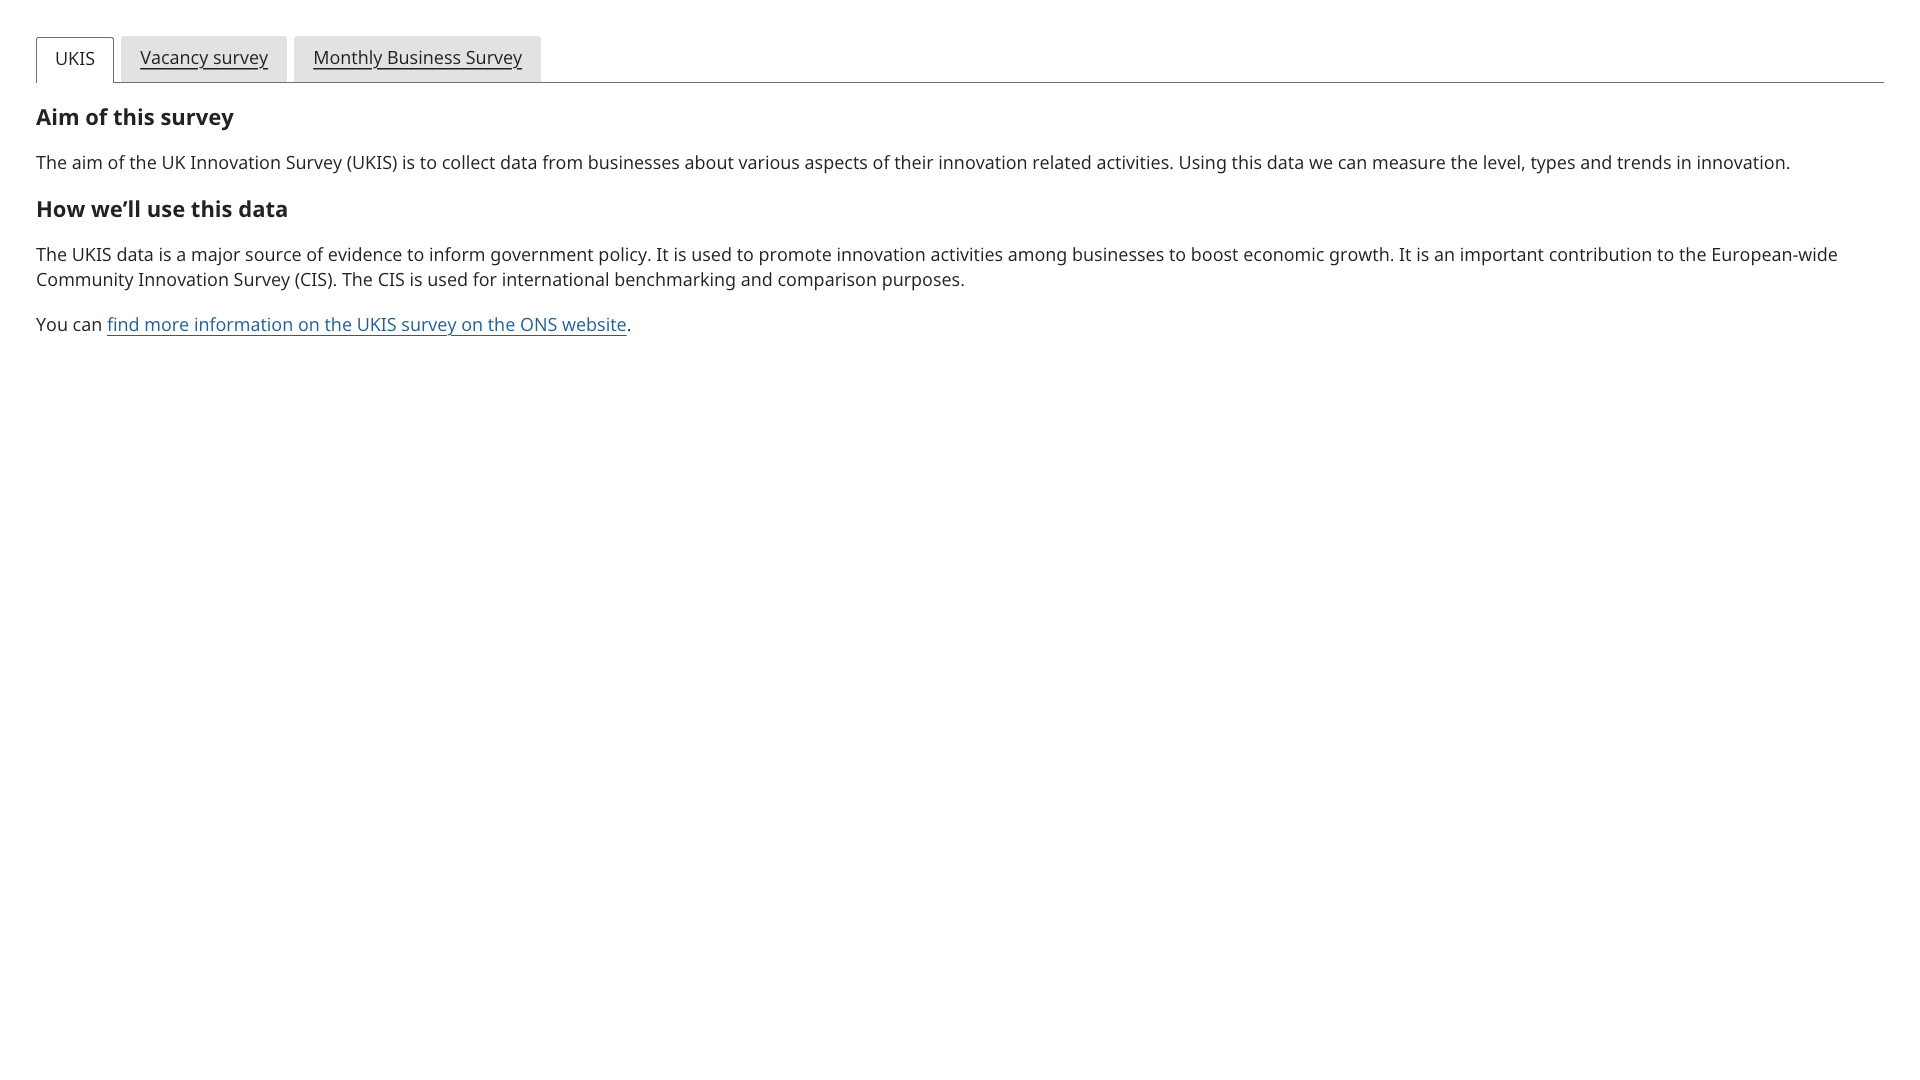 UKIS
Vacancy survey
Monthly Business Survey
Aim of this survey
The aim of the UK Innovation Survey (UKIS) is to collect data from businesses about various aspects of their innovation related activities. Using this data we can measure the level, types and trends in innovation.
How we’ll use this data
The UKIS data is a major source of evidence to inform government policy. It is used to promote innovation activities among businesses to boost economic growth. It is an important contribution to the European-wide
Community Innovation Survey (CIS). The CIS is used for international benchmarking and comparison purposes.
You can find more information on the UKIS survey on the ONS website.